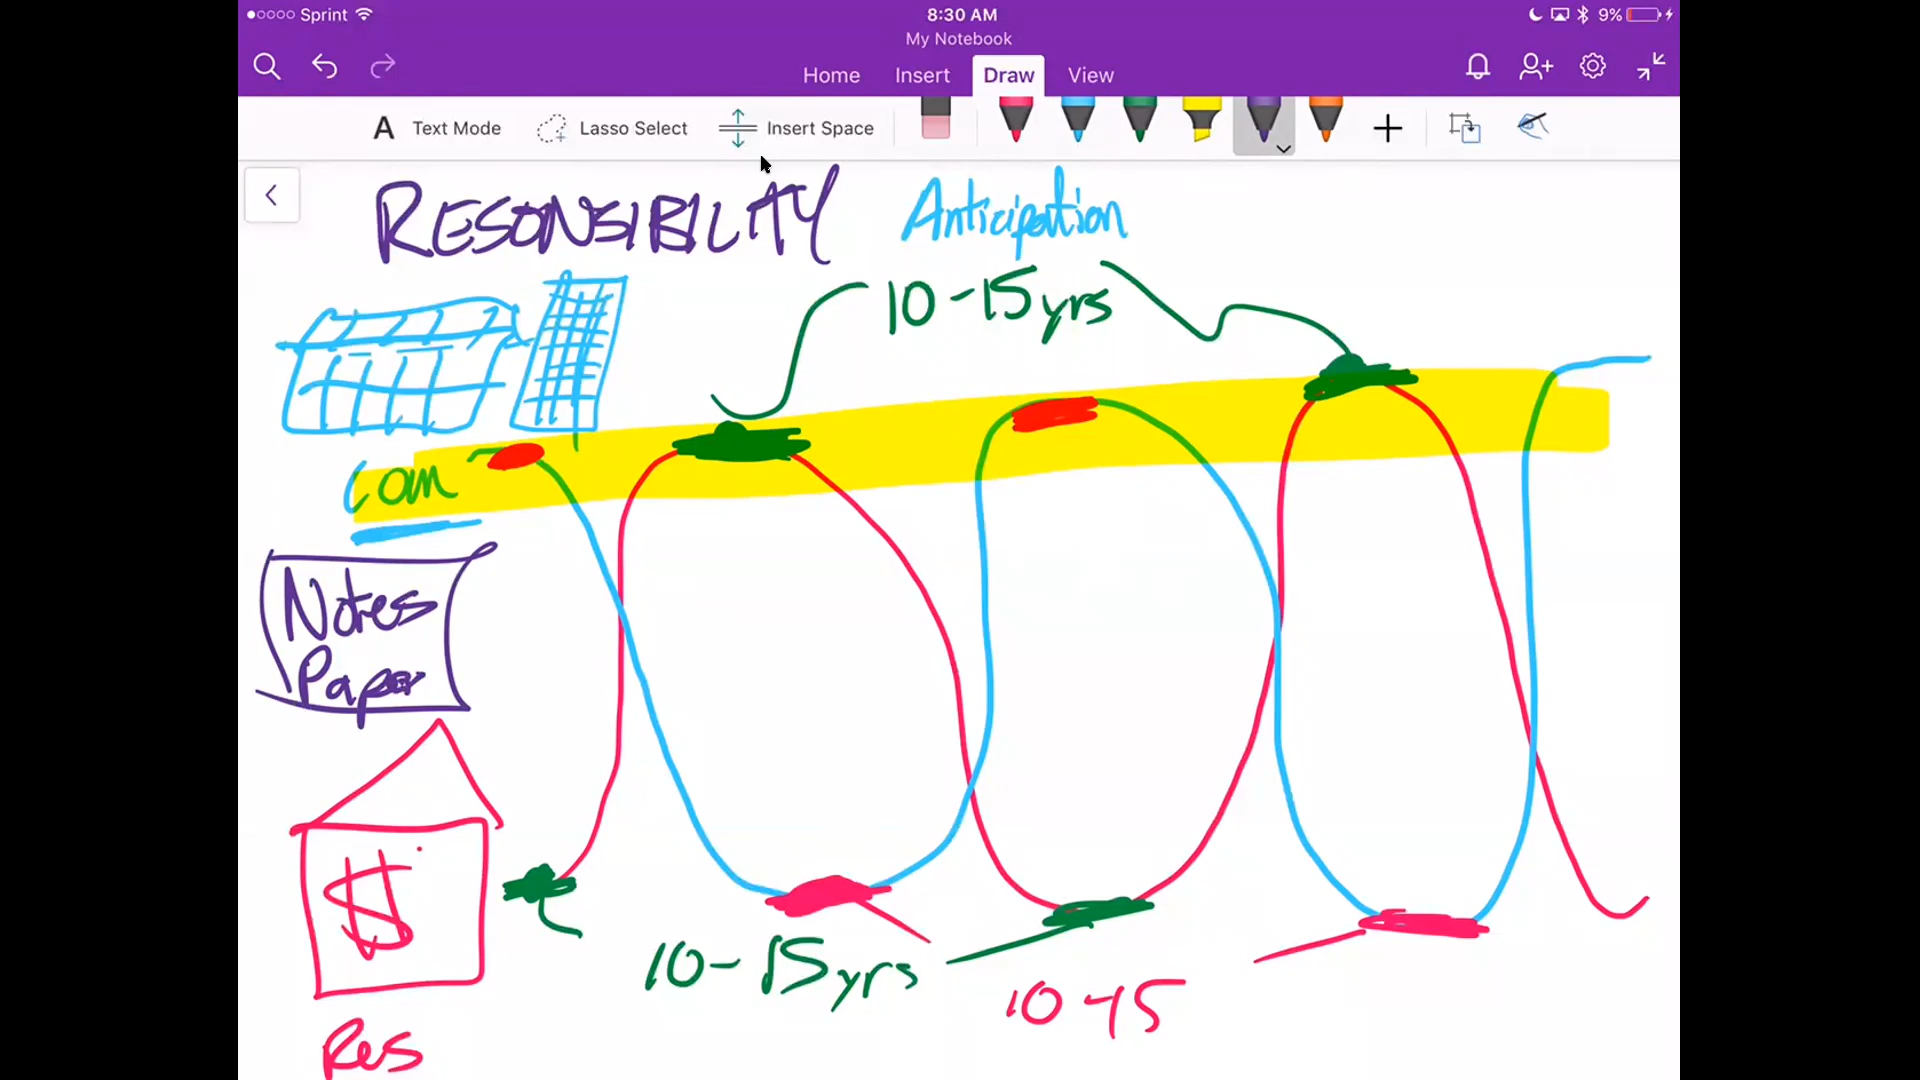 Sprint 8:30 AM 9%
My Notebook
Home Insert Draw View
A Text Mode Lasso Select Insert Space
RESONSIBILITY Anticipation
10-15yrs
Com
Notes
Paper
$
10-15yrs
10-15
Res